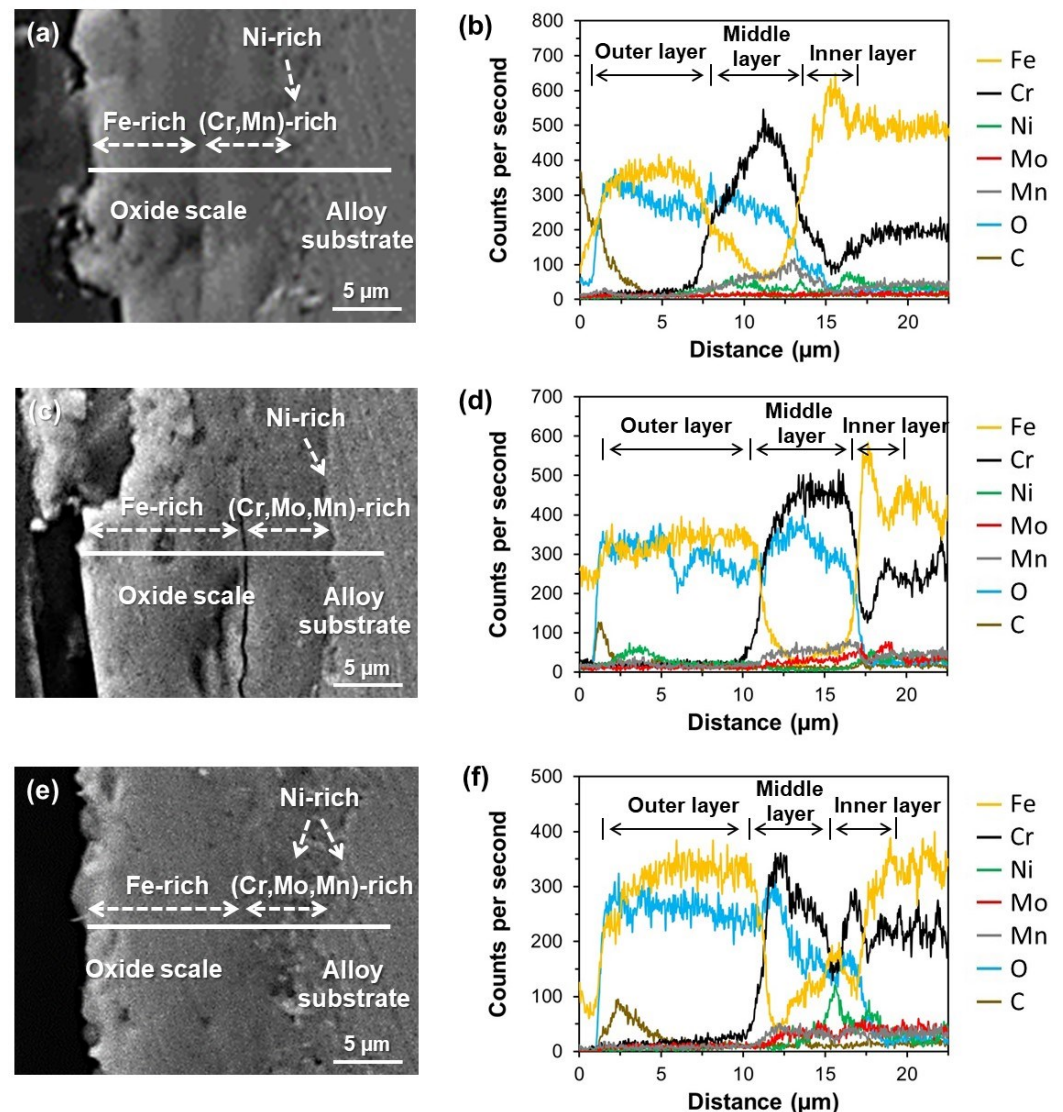 (a)
Ni-rich
Fe-rich (Cr,Mn)-rich
Oxide scale
Alloy
substrate
5 µm
(b)
800
700
600
500
400
300
200
100
0
Counts per second
Outer layer
Middle
layer
Inner layer
0 5 10 15 20
Distance (µm)
Fe
Cr
Ni
Mo
Mn
O
C
(c)
Ni-rich
Fe-rich (Cr,Mo,Mn)-rich
Oxide scale
Alloy
substrate
5 µm
(d)
700
600
500
400
300
200
100
0
Counts per second
Outer layer
Middle
layer
Inner layer
0 5 10 15 20
Distance (µm)
Fe
Cr
Ni
Mo
Mn
O
C
(e)
Ni-rich
Fe-rich (Cr,Mo,Mn)-rich
Oxide scale
Alloy
substrate
5 µm
(f)
500
400
300
200
100
0
Counts per second
Outer layer
Middle
layer
Inner layer
0 5 10 15 20
Distance (µm)
Fe
Cr
Ni
Mo
Mn
O
C